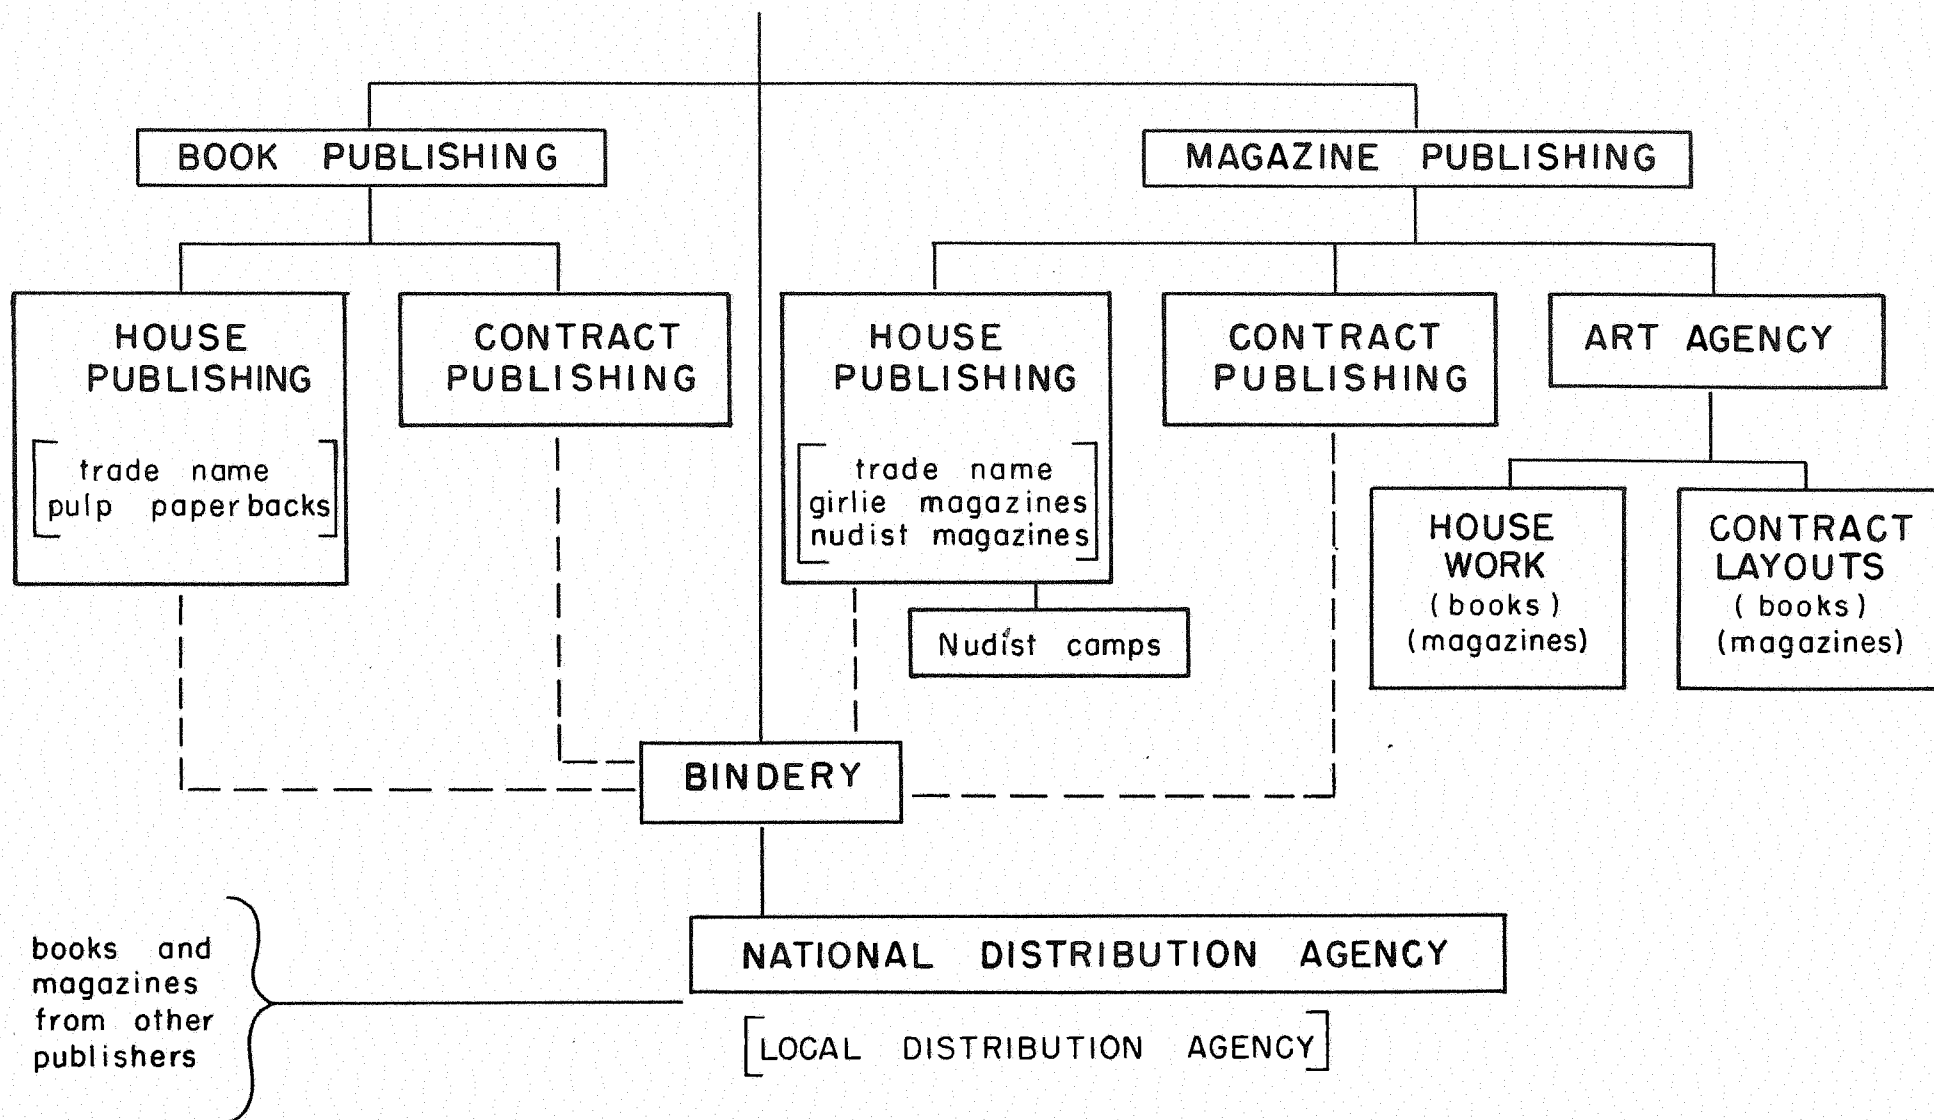 BOOK PUBLISHING
MAGAZINE PUBLISHING
HOUSE
PUBLISHING
[trade name
pulp paperbacks]
CONTRACT
PUBLISHING
HOUSE
PUBLISHING
[trade name
girlie magazines
nudist magazines]
CONTRACT
PUBLISHING
ART AGENCY
HOUSE
WORK
(books)
(magazines)
CONTRACT
LAYOUTS
(books)
(magazines)
Nudist camps
BINDERY
NATIONAL DISTRIBUTION AGENCY
[LOCAL DISTRIBUTION AGENCY]
books and
magazines
from other
publishers